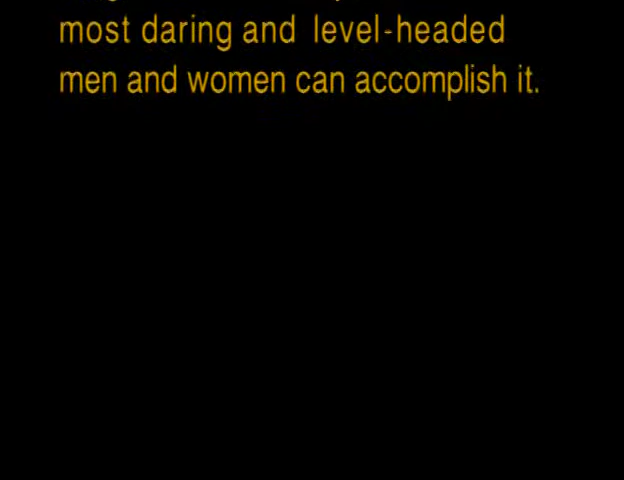 most daring and level-headed
men and women can accomplish it.